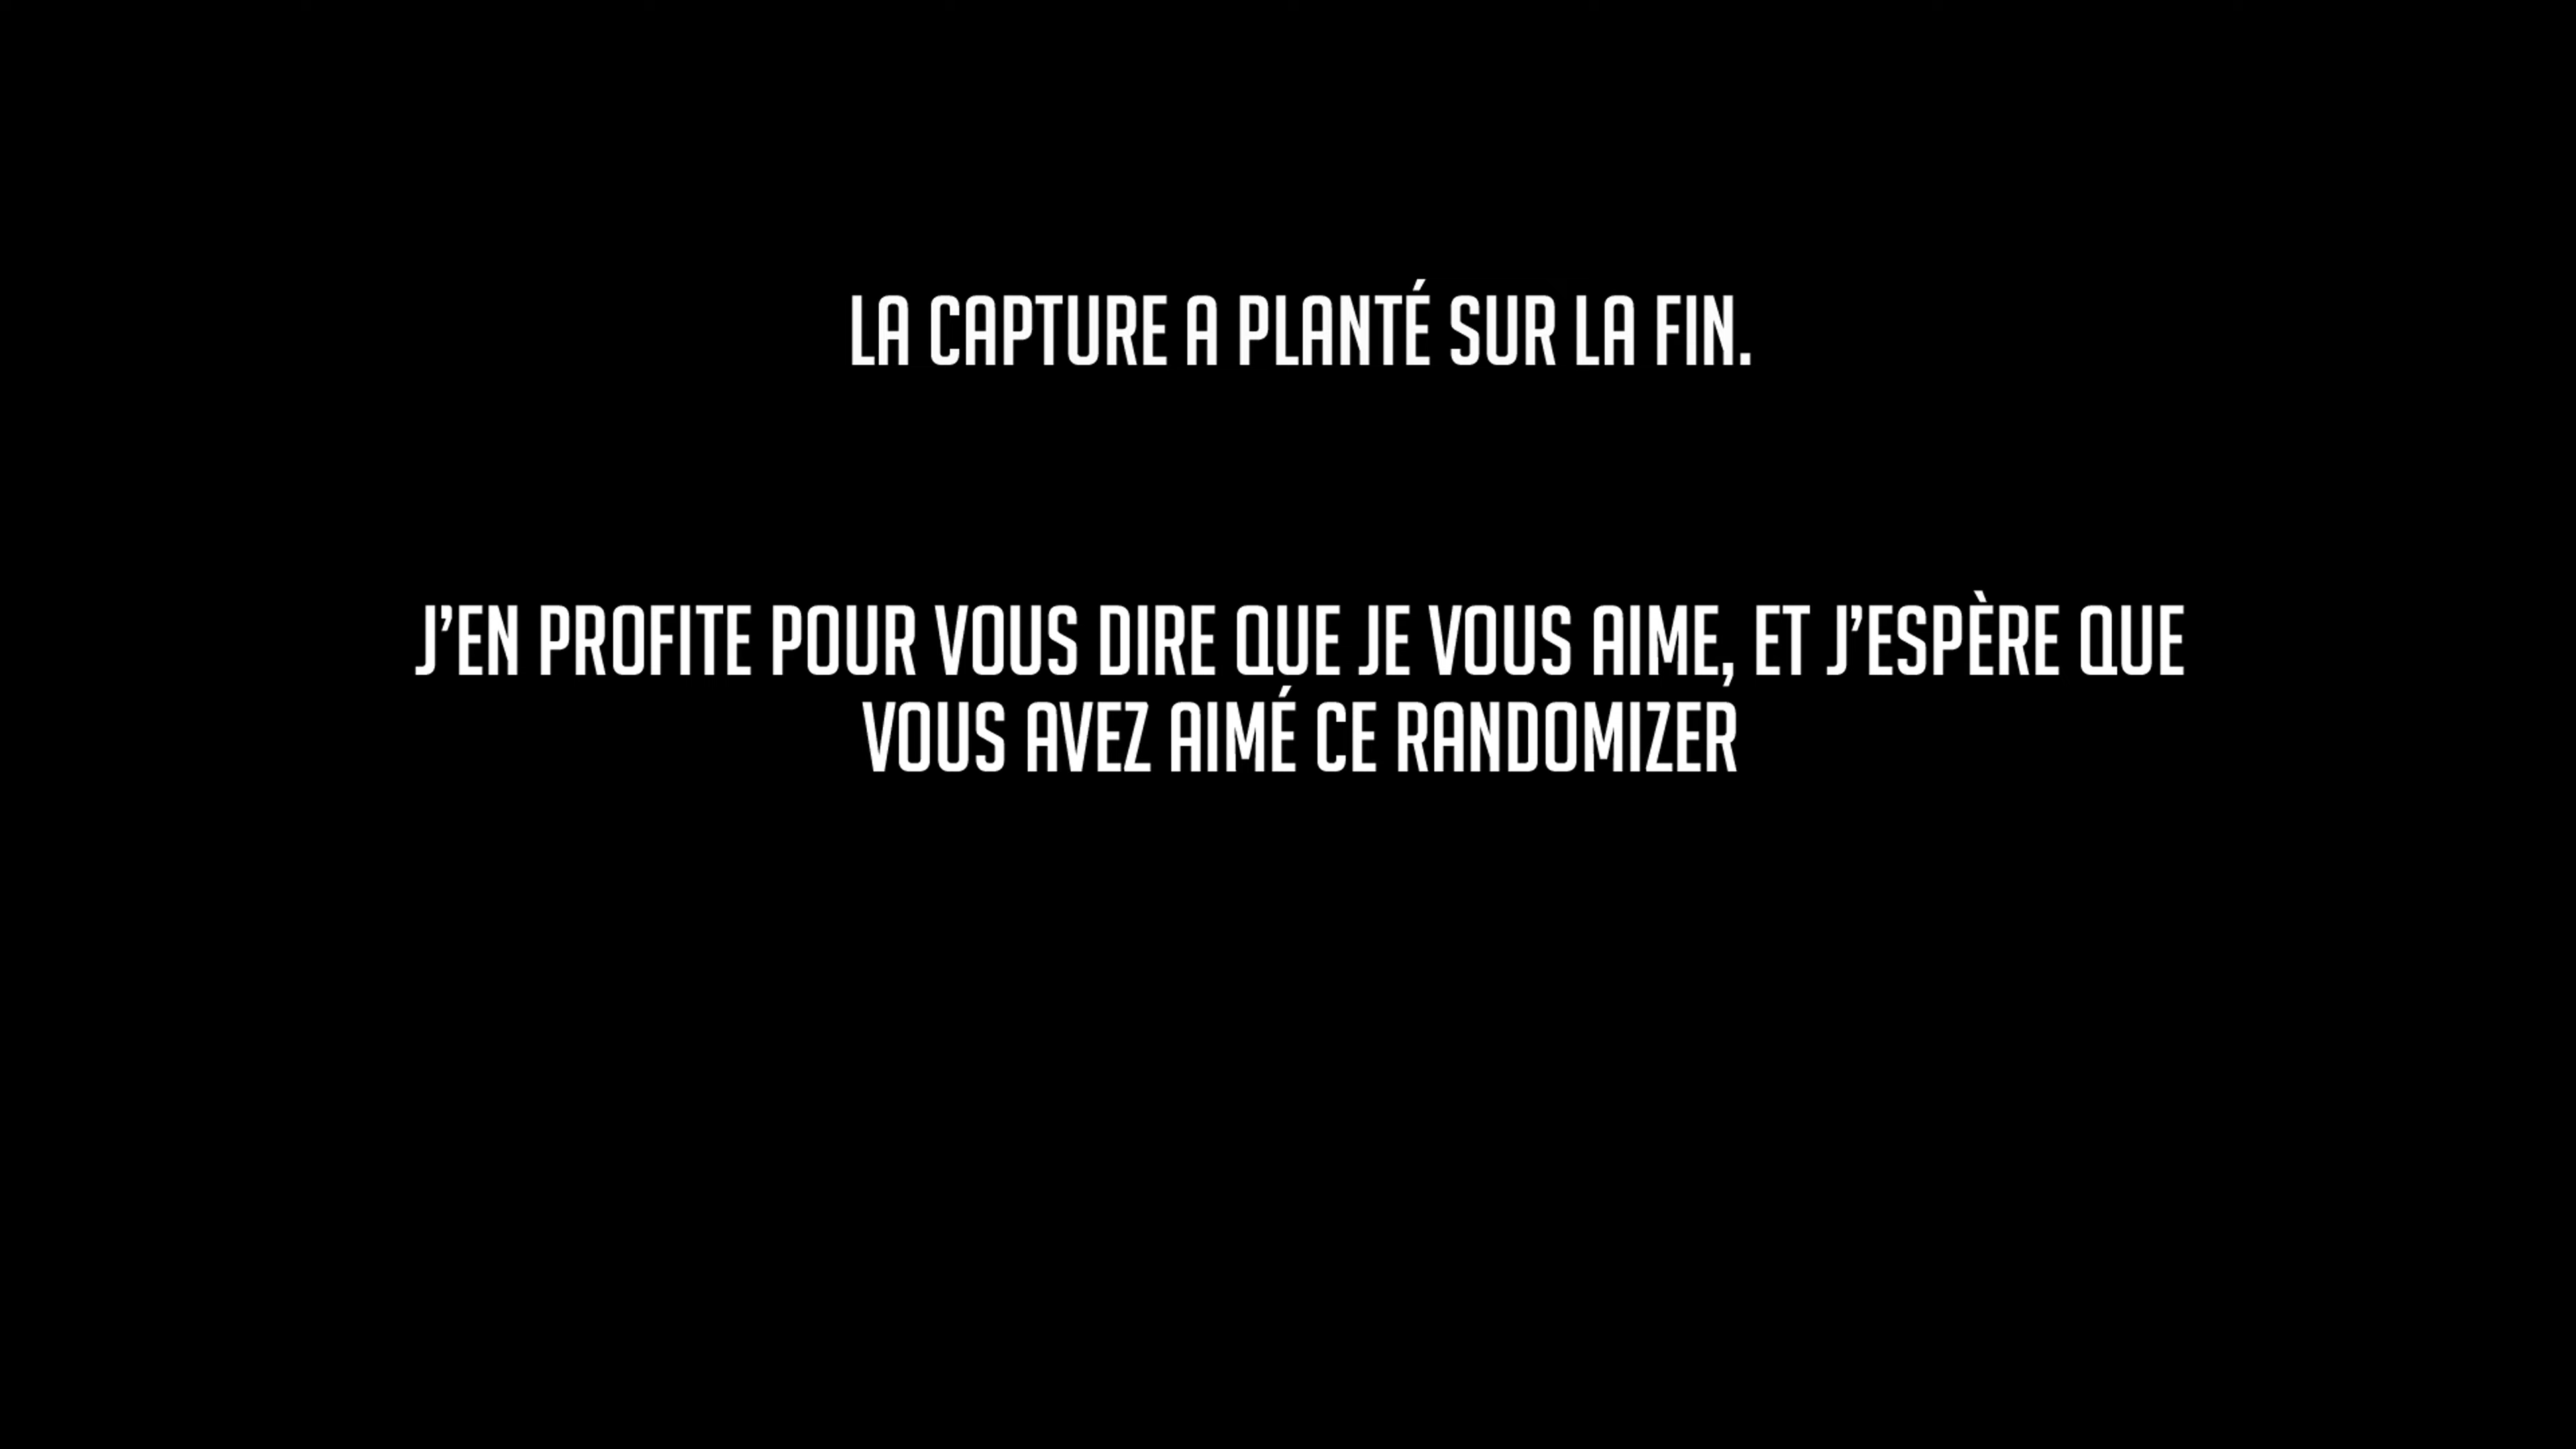 LA CAPTURE A PLANTÉ SUR LA FIN.
J’EN PROFITE POUR VOUS DIRE QUE JE VOUS AIME, ET J’ESPÈRE QUE
VOUS AVEZ AIMÉ CE RANDOMIZER